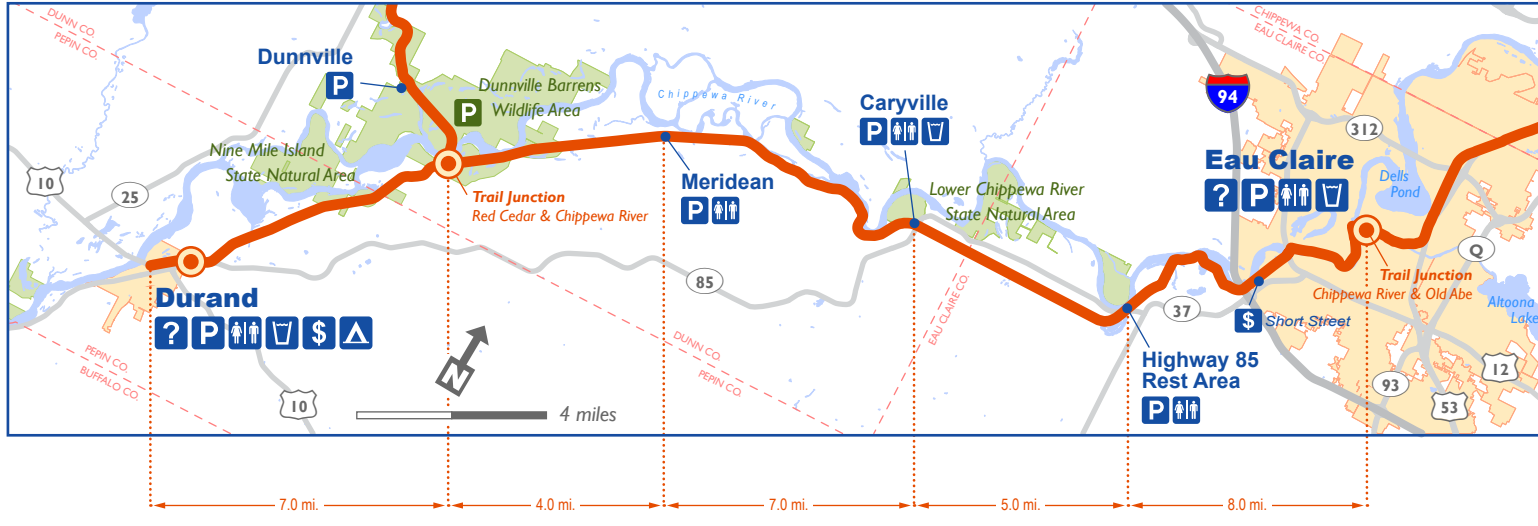 DUNN CO.
PEPIN CO.
Dunnville
P
P
Dunnville Barrens
Wildlife Area
Chippewa River
Caryville
P
94
CHIPPEWA CO.
EAU CLAIRE CO.
312
Eau Claire
? P
Dells
Pond
10
25
Nine Mile Island
State Natural Area
Trail Junction
Red Cedar & Chippewa River
Meridean
P
Lower Chippewa River
State Natural Area
85
Durand
? P $
EAU CLAIRE CO.
DUNN CO.
PEPIN CO.
37
$ Short Street
Trail Junction
Chippewa River & Old Abe
Q
Altoona
Lake
Highway 85
Rest Area
P
PEPIN CO.
BUFFALO CO.
10
N
4 miles
93
53
12
7.0 mi.
4.0 mi.
7.0 mi.
5.0 mi.
8.0 mi.